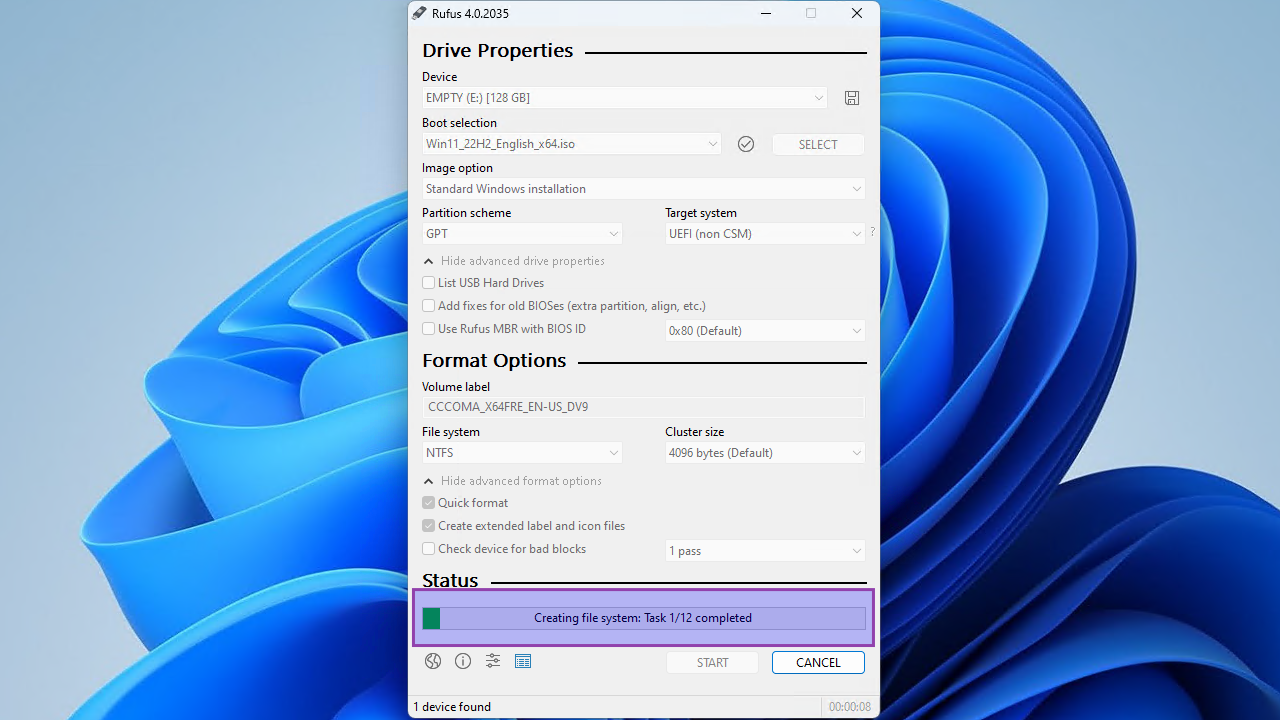 Rufus 4.0.2035
Drive Properties
Device
EMPTY (E:) [128 GB]
Boot selection
Win11_22H2_English_x64.iso
SELECT
Image option
Standard Windows installation
Partition scheme
Target system
GPT
UEFI (non CSM)
?
Hide advanced drive properties
List USB Hard Drives
Add fixes for old BIOSes (extra partition, align, etc.)
Use Rufus MBR with BIOS ID
0x80 (Default)
Format Options
Volume label
CCCOMA_X64FRE_EN-US_DV9
File system
Cluster size
NTFS
4096 bytes (Default)
Hide advanced format options
Quick format
Create extended label and icon files
Check device for bad blocks
1 pass
Status
Creating file system: Task 1/12 completed
START
CANCEL
1 device found
00:00:08